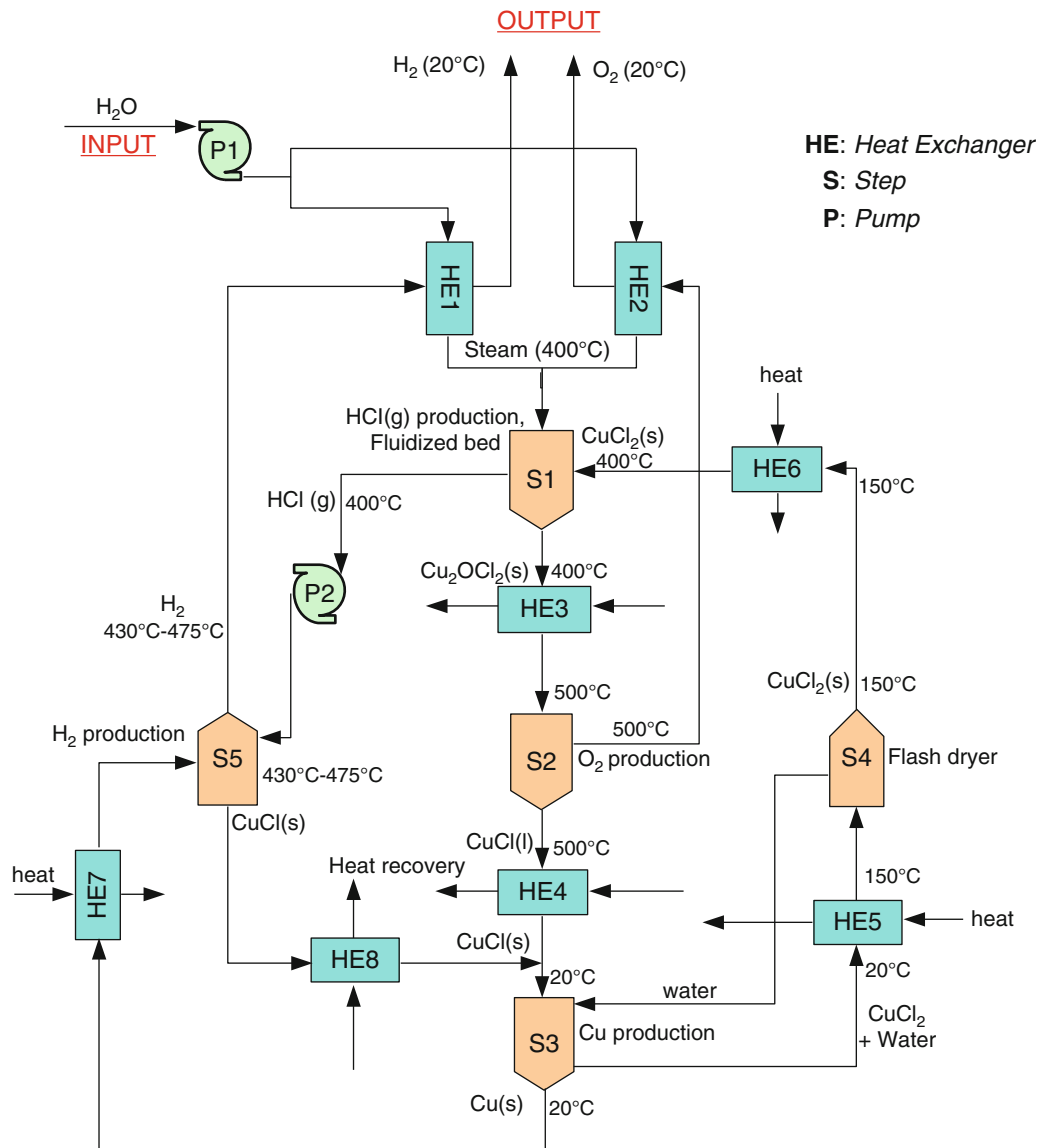 OUTPUT
H₂ (20°C)
O₂ (20°C)
H₂O
INPUT
P1
HE: Heat Exchanger
S: Step
P: Pump
HE1
HE2
Steam (400°C)
heat
HCl(g) production,
Fluidized bed
CuCl₂(s)
400°C
HE6
S1
150°C
HCl (g)
400°C
Cu₂OCl₂(s)
400°C
P2
HE3
H₂
430°C-475°C
500°C
CuCl₂(s)
150°C
H₂ production
500°C
S5
S2
O₂ production
S4
Flash dryer
430°C-475°C
CuCl(s)
CuCl(l)
500°C
Heat recovery
150°C
heat
HE7
HE4
HE5
heat
CuCl(s)
HE8
20°C
20°C
water
CuCl₂
+ Water
Cu production
S3
Cu(s)
20°C